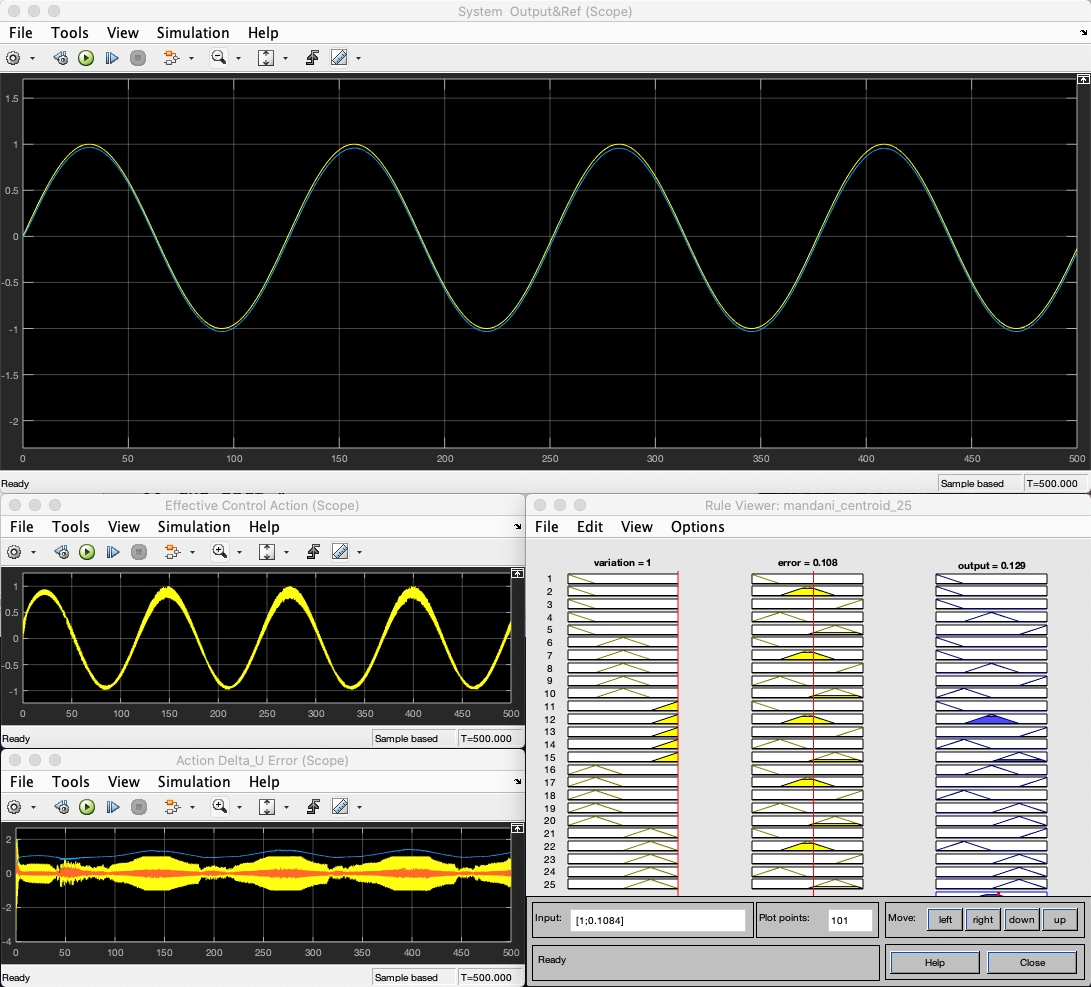 System Output&Ref (Scope)
File Tools View Simulation Help
1.5
1
0.5
0
-0.5
-1
-1.5
-2
0 50 100 150 200 250 300 350 400 450 500
Ready Sample based T=500.000
Effective Control Action (Scope)
File Tools View Simulation Help
1
0.5
0
-0.5
-1
0 50 100 150 200 250 300 350 400 450 500
Ready Sample based T=500.000
Action Delta_U Error (Scope)
File Tools View Simulation Help
2
0
-2
-4
0 50 100 150 200 250 300 350 400 450 500
Ready Sample based T=500.000
Rule Viewer: mandani_centroid_25
File Edit View Options
variation = 1 error = 0.108 output = 0.129
1
2
3
4
5
6
7
8
9
10
11
12
13
14
15
16
17
18
19
20
21
22
23
24
25
Input: [1;0.1084] Plot points: 101 Move: left right down up
Ready Help Close